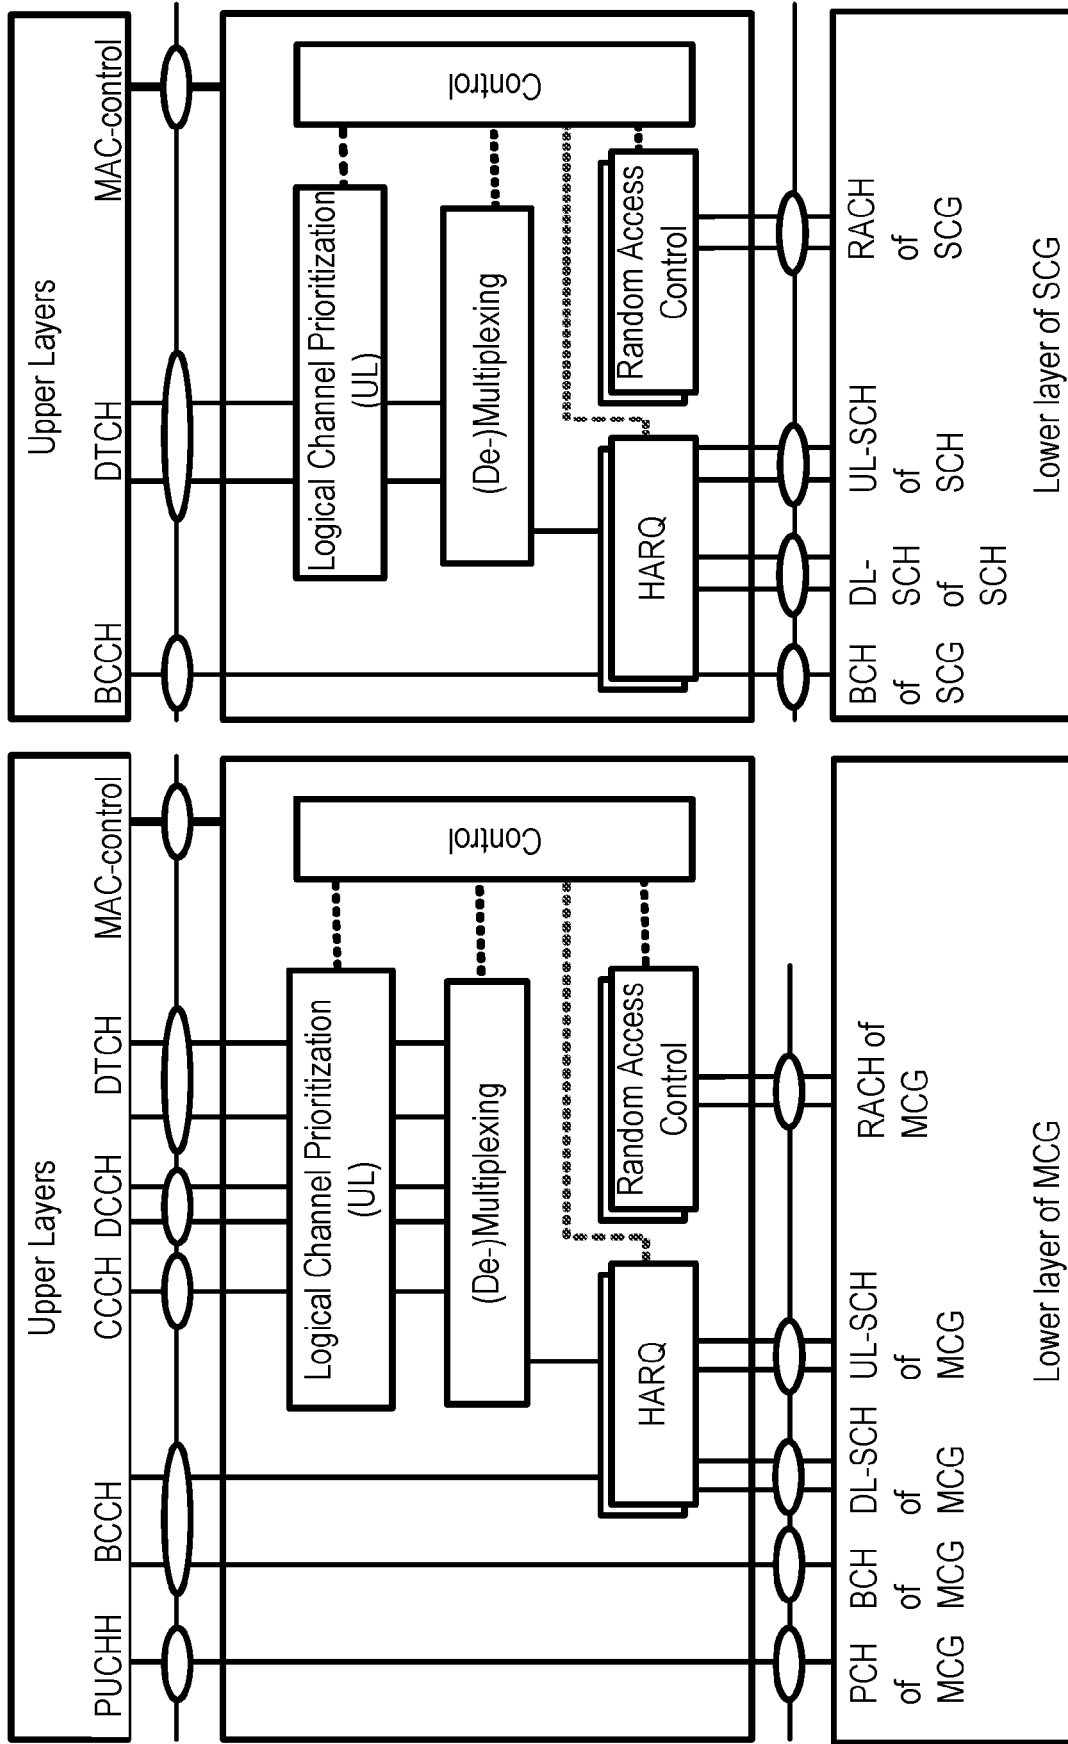 Upper Layers
PUCHH
BCCH
CCCH
DCCH
DTCH
MAC-control
Logical Channel Prioritization
(UL)
(De-)Multiplexing
HARQ
Random Access
Control
Control
PCH
of
MCG
BCH
of
MCG
DL-SCH
of
MCG
UL-SCH
of
MCG
RACH of
MCG
Lower layer of MCG
Upper Layers
BCCH
DTCH
MAC-control
Logical Channel Prioritization
(UL)
(De-)Multiplexing
HARQ
Random Access
Control
Control
BCH
of
SCG
DL-
SCH
of
SCH
UL-SCH
of
SCH
RACH
of
SCG
Lower layer of SCG